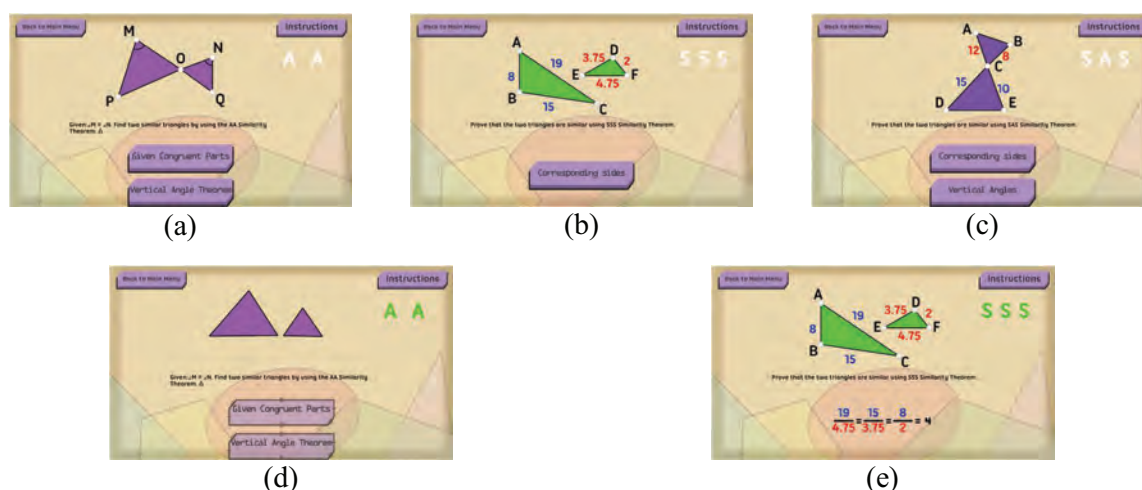 Back to Main Menu
Instructions
M
N
O
P
Q
A A
Given ∠M ≅ ∠N. Find two similar triangles by using the AA Similarity
Theorem. Δ
Given Congruent Parts
Vertical Angle Theorem
(a)
Back to Main Menu
Instructions
A
D
3.75
19
2
8
E
F
4.75
B
15
C
S S S
Prove that the two triangles are similar using SSS Similarity Theorem
Corresponding sides
(b)
Back to Main Menu
Instructions
A
B
12
8
C
15
10
D
E
S A S
Prove that the two triangles are similar using SAS Similarity Theorem
Corresponding sides
Vertical Angles
(c)
Back to Main Menu
Instructions
A A
Given ∠M ≅ ∠N. Find two similar triangles by using the AA Similarity
Theorem. Δ
Given Congruent Parts
Vertical Angle Theorem
(d)
Back to Main Menu
Instructions
A
D
3.75
19
2
8
E
F
4.75
B
15
C
S S S
Prove that the two triangles are similar using SSS Similarity Theorem
19/4.75 = 15/3.75 = 8/2 = 4
(e)